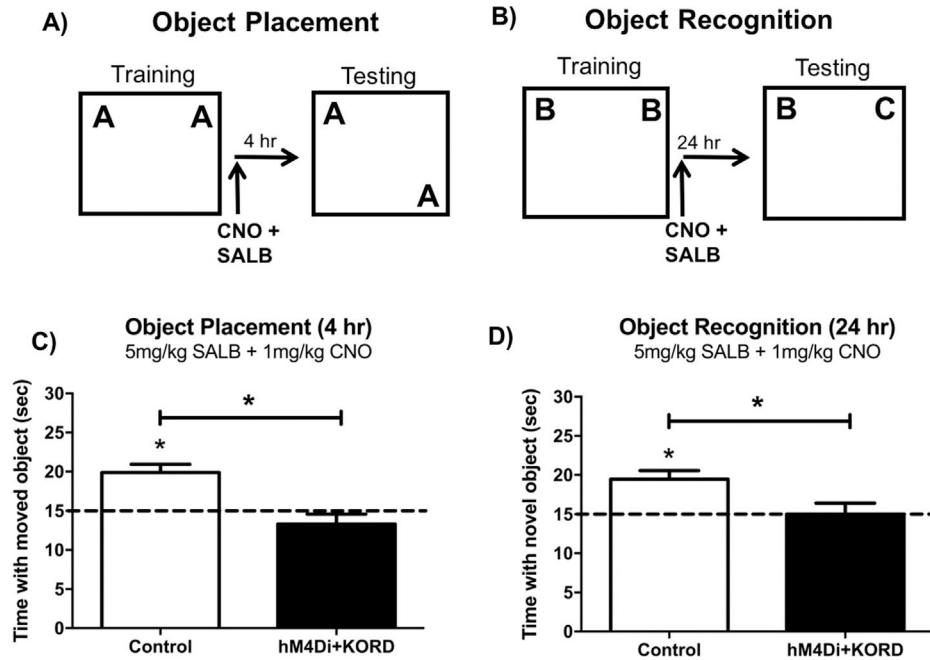 A)
Object Placement
Training
Testing
A A
A
4 hr
A
CNO +
SALB
B)
Object Recognition
Training
Testing
B B
B C
24 hr
CNO +
SALB
C)
Object Placement (4 hr)
5mg/kg SALB + 1mg/kg CNO
Time with moved object (sec)
30
25
20
15
10
5
0
*
*
Control
hM4Di+KORD
D)
Object Recognition (24 hr)
5mg/kg SALB + 1mg/kg CNO
Time with novel object (sec)
30
25
20
15
10
5
0
*
*
Control
hM4Di+KORD